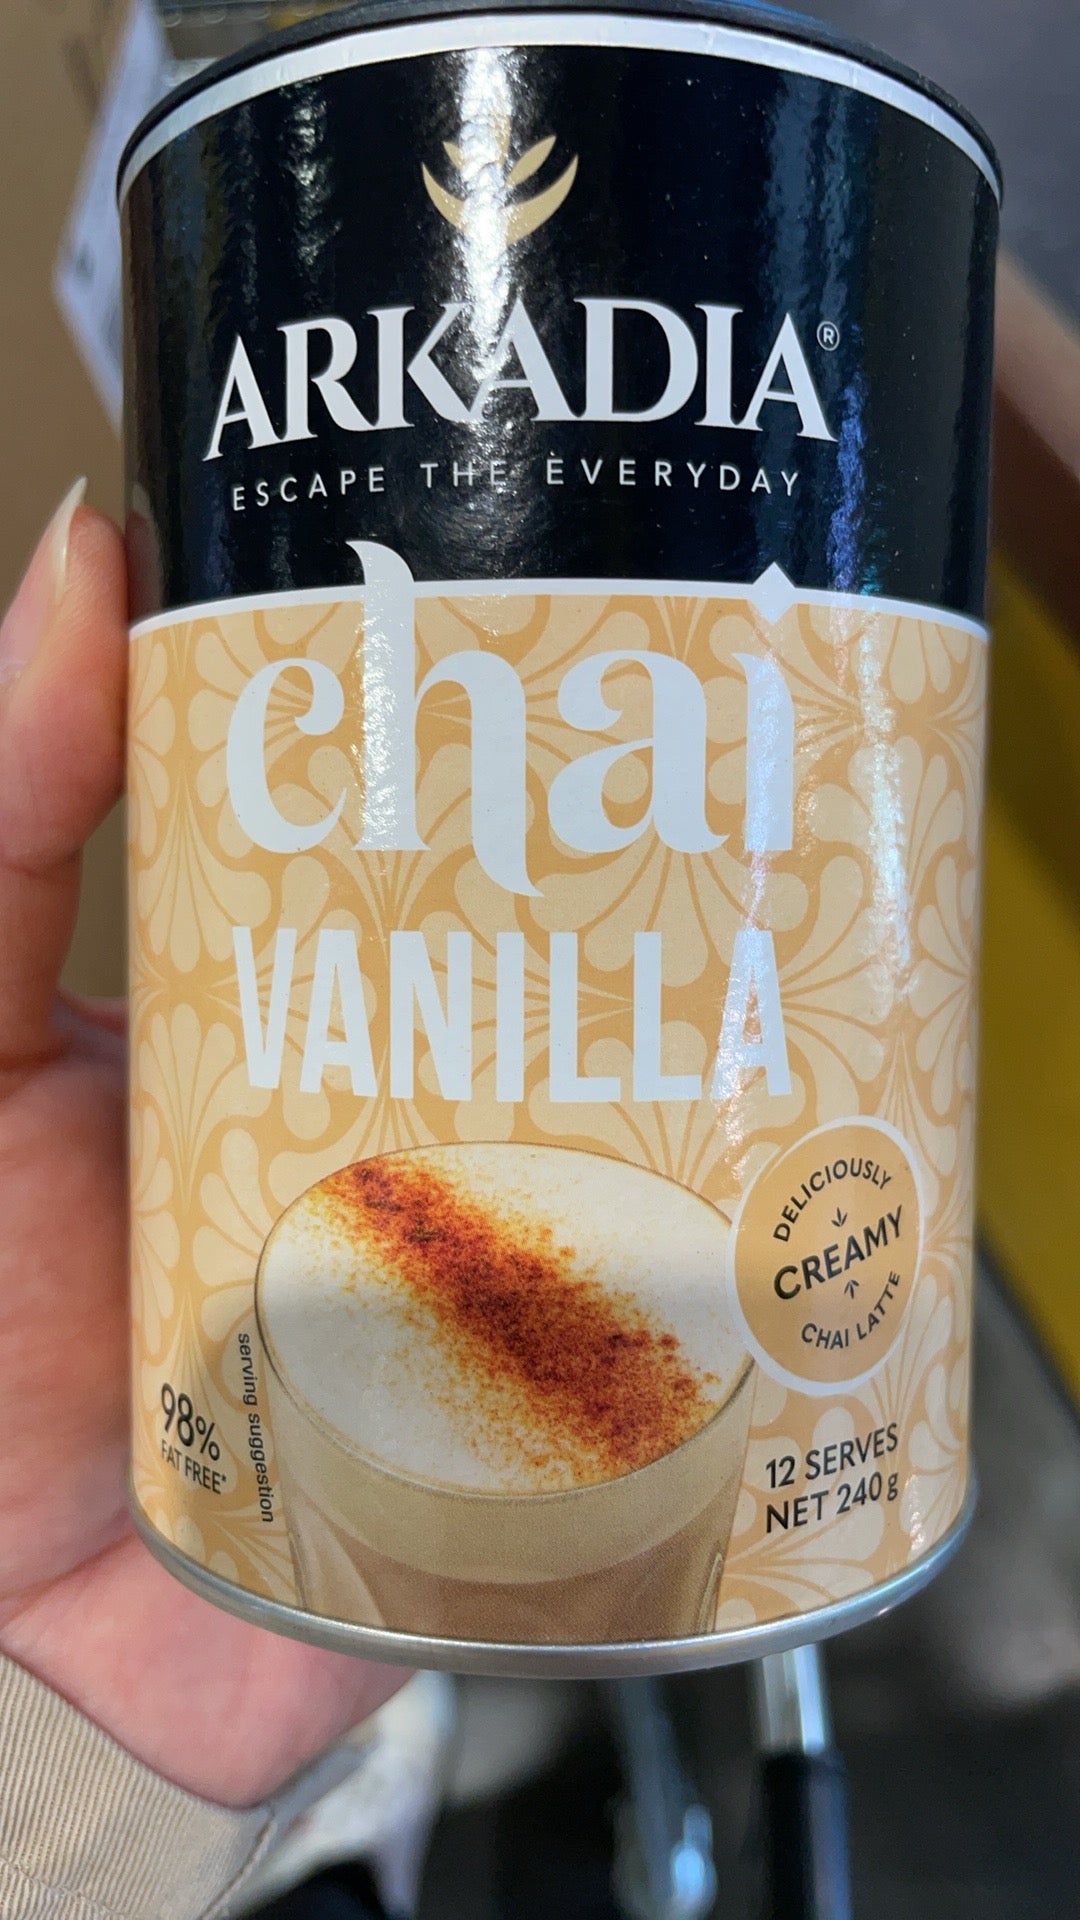 ARKADIA®
ESCAPE THE EVERYDAY
chai
VANILLA
DELICIOUSLY
CREAMY
CHAI LATTE
98%
FAT FREE*
serving suggestion
12 SERVES
NET 240g